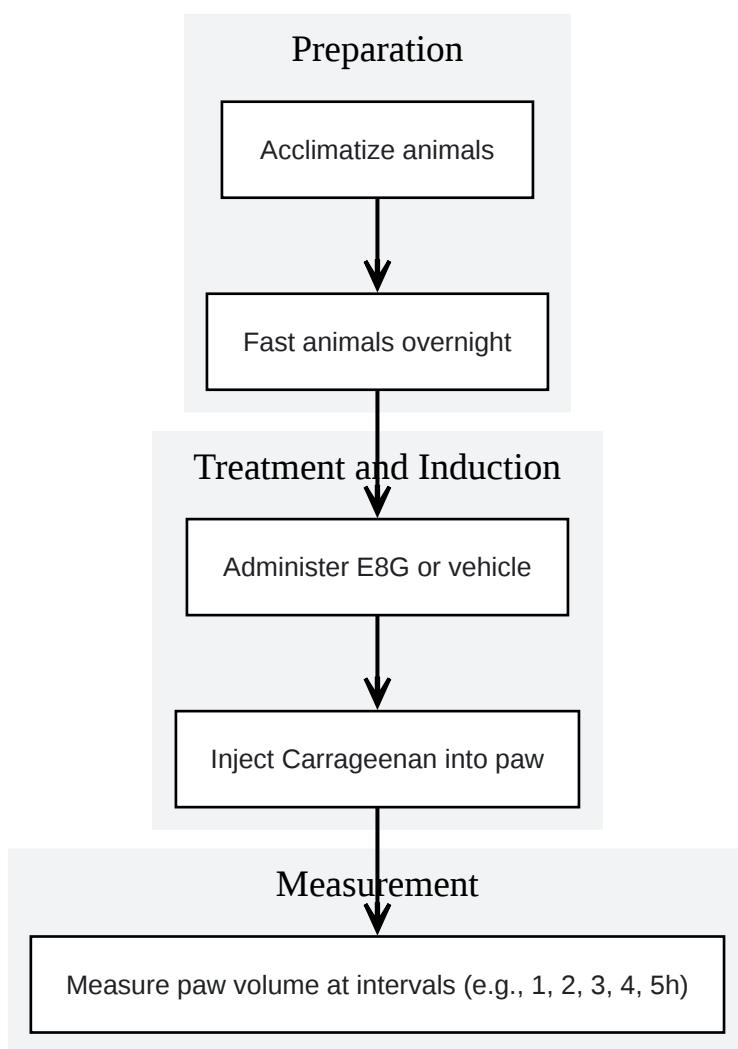 Preparation
Acclimatize animals
Fast animals overnight
Treatment and Induction
Administer E8G or vehicle
Inject Carrageenan into paw
Measurement
Measure paw volume at intervals (e.g., 1, 2, 3, 4, 5h)